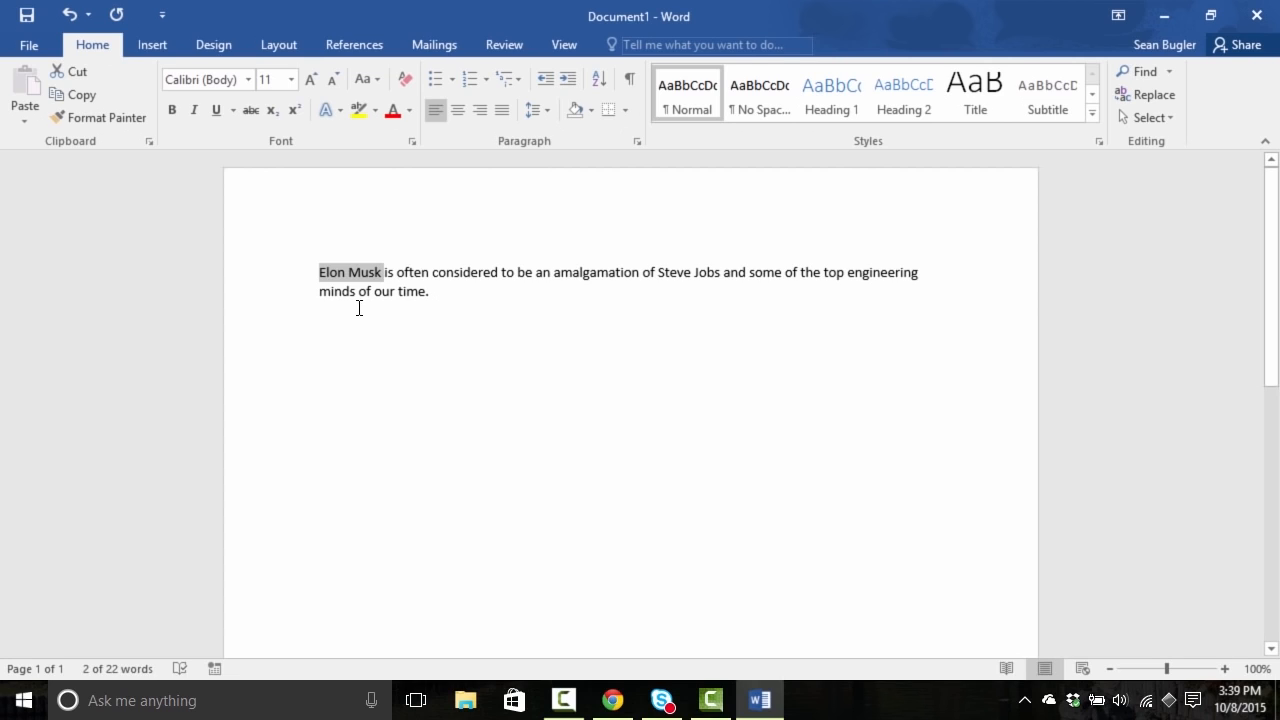 Document1 - Word
File Home Insert Design Layout References Mailings Review View Tell me what you want to do... Sean Bugler Share
Paste
Cut
Copy
Format Painter
Clipboard
Calibri (Body) 11 Aa
B I U abc x₂ x² A A
Font
Paragraph
AaBbCcDc AaBbCcDc AaBbCc AaBbCcD AaB AaBbCcD
¶ Normal ¶ No Spac... Heading 1 Heading 2 Title Subtitle
Styles
Find
Replace
Select
Editing
Elon Musk is often considered to be an amalgamation of Steve Jobs and some of the top engineering
minds of our time.
Page 1 of 1 2 of 22 words 100%
Ask me anything
3:39 PM
10/8/2015